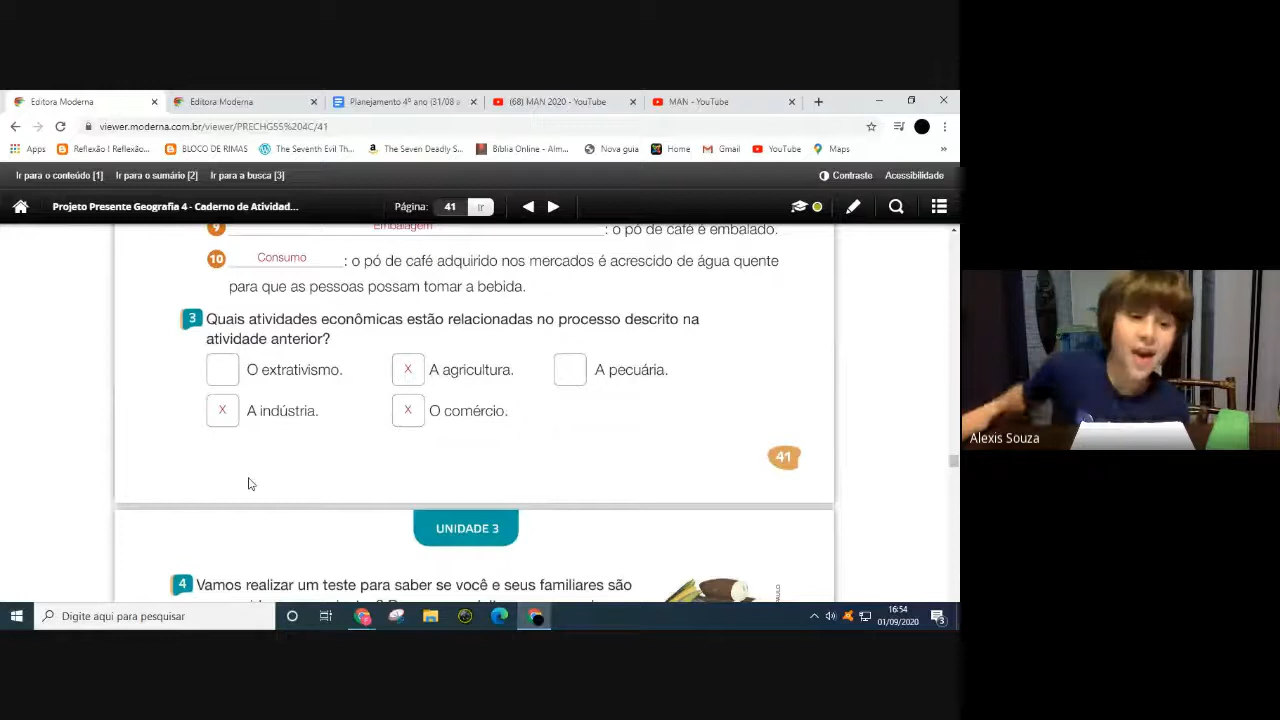 Editora Moderna
Editora Moderna
Planejamento 4º ano (31/08 a
(68) MAN 2020 - YouTube
MAN - YouTube
viewer.moderna.com.br/viewer/PRECHGS5%204C/41
Apps
Reflexão I Reflexão...
BLOCO DE RIMAS
The Seventh Evil Th...
The Seven Deadly S...
Bíblia Online - Alm...
Nova guia
Home
Gmail
YouTube
Maps
»
Ir para o conteúdo [1]
Ir para o sumário [2]
Ir para a busca [3]
Contraste
Acessibilidade
Projeto Presente Geografia 4 - Caderno de Atividad...
Página:
41
Ir
9 Embalagem : o pó de café é embalado.
10 Consumo : o pó de café adquirido nos mercados é acrescido de água quente
para que as pessoas possam tomar a bebida.
3 Quais atividades econômicas estão relacionadas no processo descrito na
atividade anterior?
O extrativismo.
X A agricultura.
A pecuária.
X A indústria.
X O comércio.
41
UNIDADE 3
4 Vamos realizar um teste para saber se você e seus familiares são
Alexis Souza
Digite aqui para pesquisar
16:54
01/09/2020
3